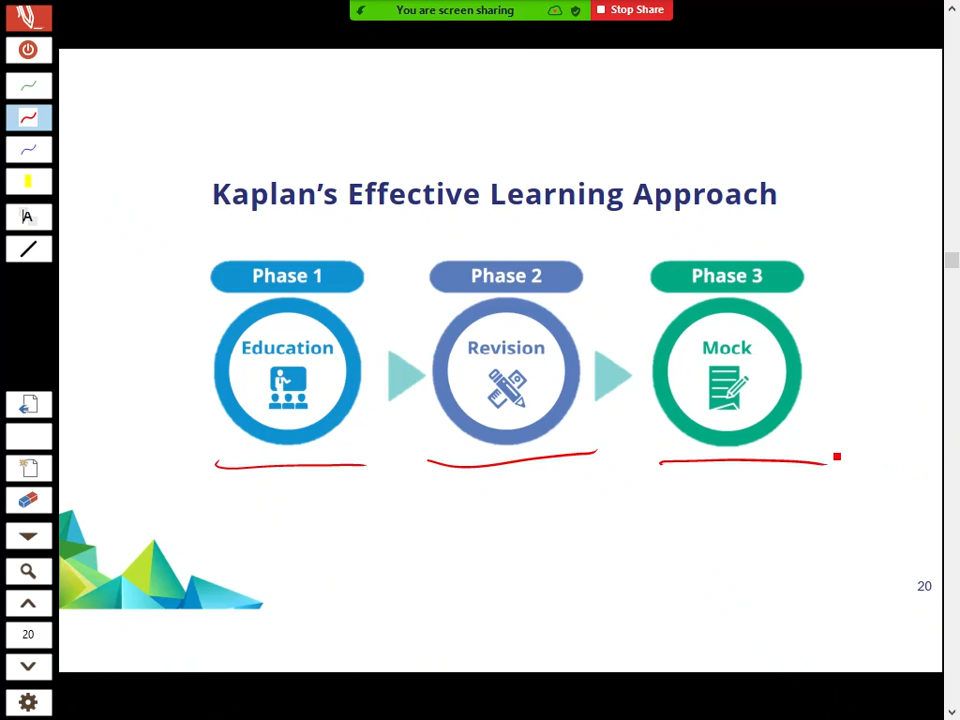 You are screen sharing
Stop Share
A
Kaplan's Effective Learning Approach
Phase 1
Phase 2
Phase 3
Education
Revision
Mock
20
20